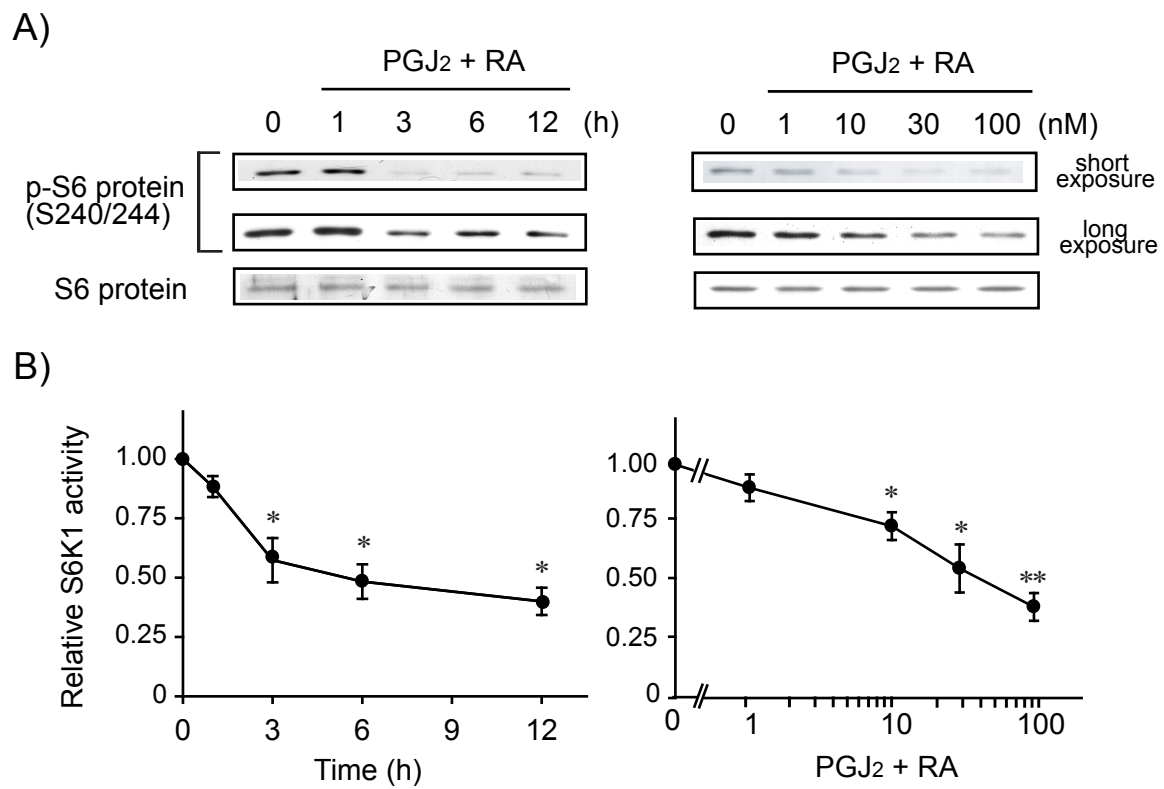 A)
PGJ2 + RA
0 1 3 6 12 (h)
p-S6 protein
(S240/244)
S6 protein
PGJ2 + RA
0 1 10 30 100 (nM)
short
exposure
long
exposure
B)
Relative S6K1 activity
1.00
0.75
0.50
0.25
0
* * *
0 3 6 9 12
Time (h)
1.00
0.75
0.50
0.25
0
* * **
0 1 10 100
PGJ2 + RA